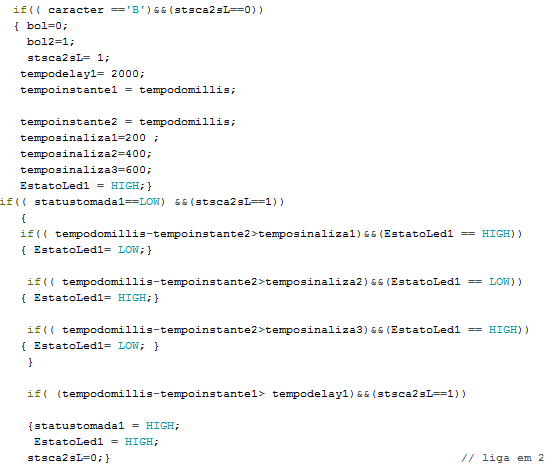 if(( caracter =='B')&&(stsca2sL==0))
{ bol=0;
bol2=1;
stsca2sL= 1;
tempodelay1= 2000;
tempoinstante1 = tempodomillis;
tempoinstante2 = tempodomillis;
temposinaliza1=200 ;
temposinaliza2=400;
temposinaliza3=600;
EstatoLed1 = HIGH;}
if(( statustomada1==LOW) &&(stsca2sL==1))
{
if(( tempodomillis-tempoinstante2>temposinaliza1)&&(EstatoLed1 == HIGH))
{ EstatoLed1= LOW;}
if(( tempodomillis-tempoinstante2>temposinaliza2)&&(EstatoLed1 == LOW))
{ EstatoLed1= HIGH;}
if(( tempodomillis-tempoinstante2>temposinaliza3)&&(EstatoLed1 == HIGH))
{ EstatoLed1= LOW; }
}
if( (tempodomillis-tempoinstante1> tempodelay1)&&(stsca2sL==1))
{statustomada1 = HIGH;
EstatoLed1 = HIGH;
stsca2sL=0;} // liga em 2